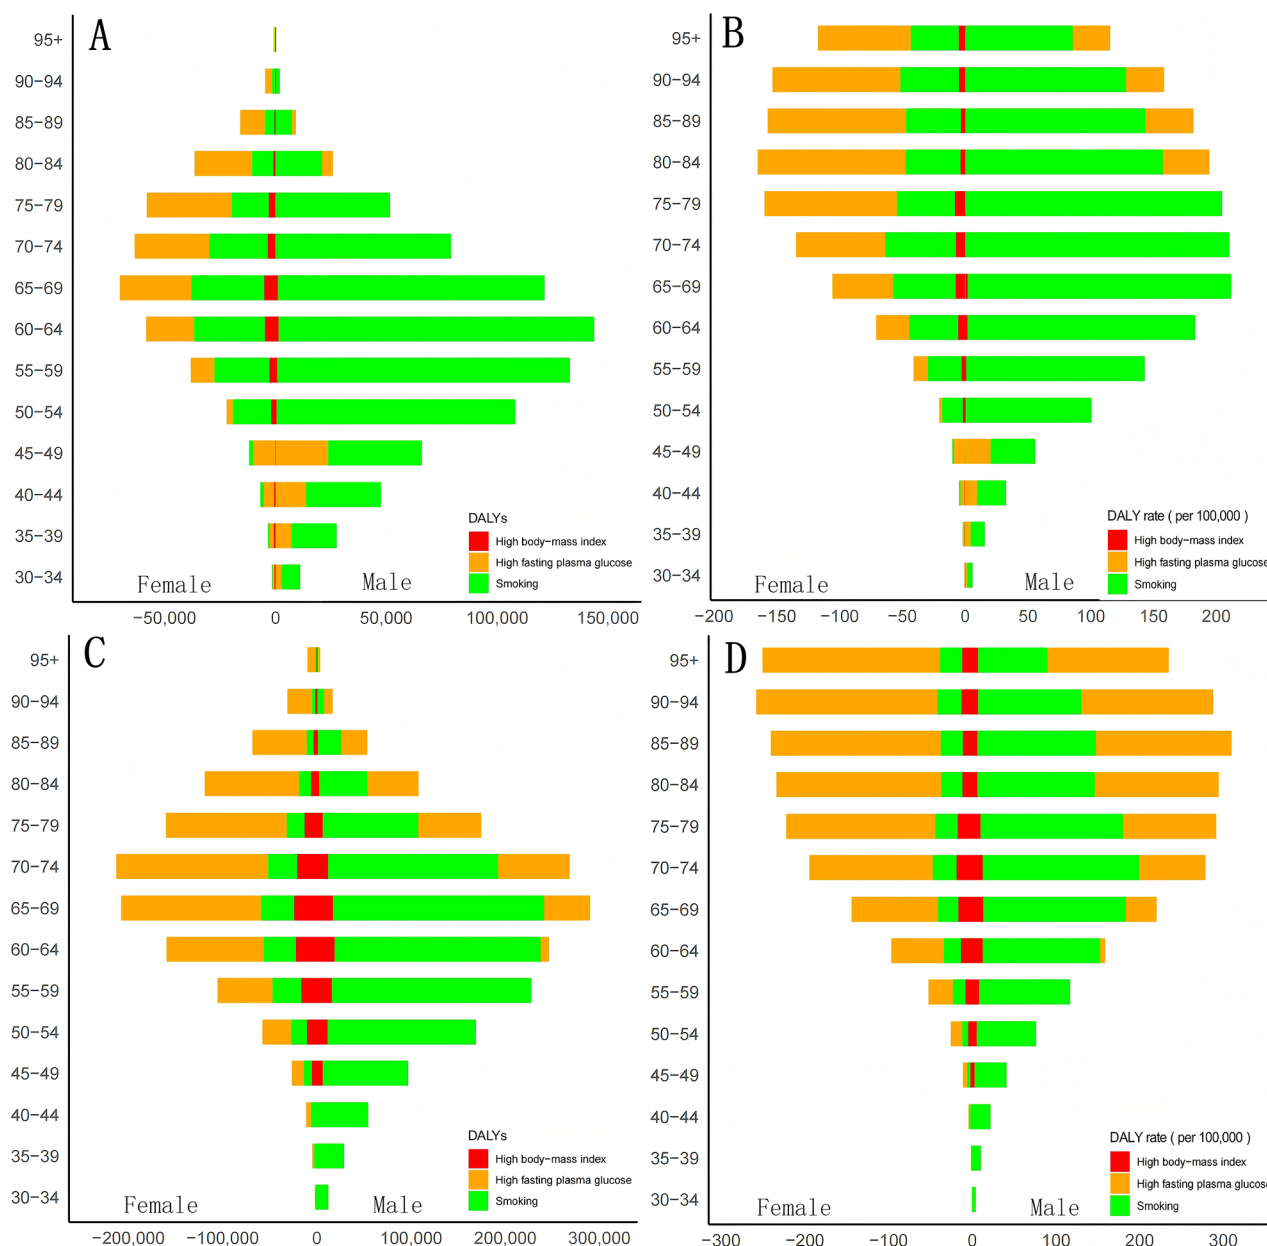 A
95+
90−94
85−89
80−84
75−79
70−74
65−69
60−64
55−59
50−54
45−49
40−44
35−39
30−34
DALYs
High body−mass index
High fasting plasma glucose
Smoking
Female
Male
−50,000 0 50,000 100,000 150,000
B
95+
90−94
85−89
80−84
75−79
70−74
65−69
60−64
55−59
50−54
45−49
40−44
35−39
30−34
DALY rate ( per 100,000 )
High body−mass index
High fasting plasma glucose
Smoking
Female
Male
−200 −150 −100 −50 0 50 100 150 200
C
95+
90−94
85−89
80−84
75−79
70−74
65−69
60−64
55−59
50−54
45−49
40−44
35−39
30−34
DALYs
High body−mass index
High fasting plasma glucose
Smoking
Female
Male
−200,000 −100,000 0 100,000 200,000 300,000
D
95+
90−94
85−89
80−84
75−79
70−74
65−69
60−64
55−59
50−54
45−49
40−44
35−39
30−34
DALY rate ( per 100,000 )
High body−mass index
High fasting plasma glucose
Smoking
Female
Male
−300 −200 −100 0 100 200 300